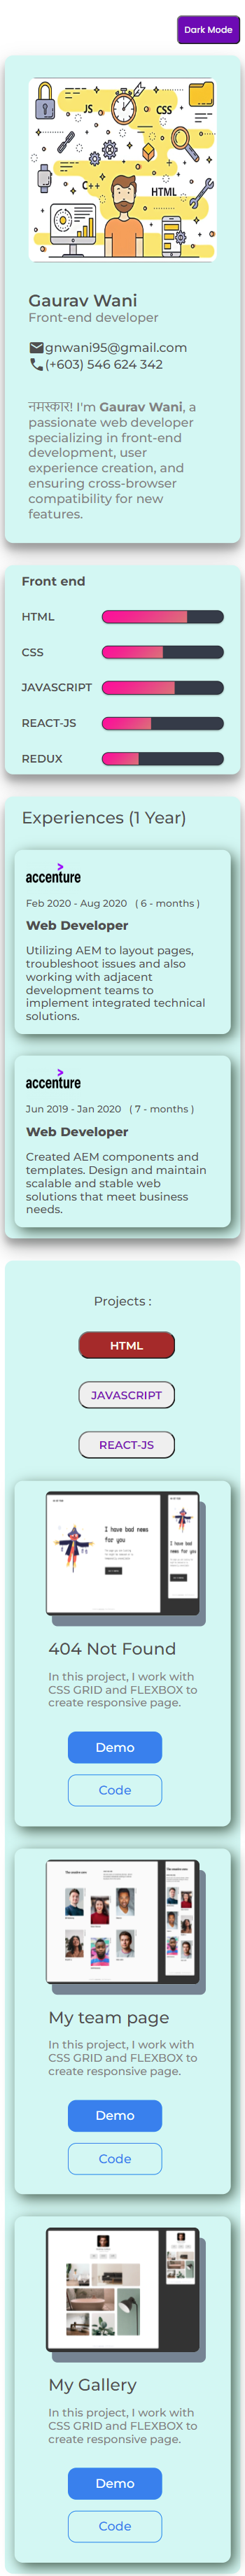 Dark Mode
JS
CSS
C++
HTML
Gaurav Wani
Front-end developer
gnwani95@gmail.com
(+603) 546 624 342
नमस्कार! I'm Gaurav Wani, a
passionate web developer
specializing in front-end
development, user
experience creation, and
ensuring cross-browser
compatibility for new
features.
Front end
HTML
CSS
JAVASCRIPT
REACT-JS
REDUX
Experiences (1 Year)
accenture
Feb 2020 - Aug 2020 ( 6 - months )
Web Developer
Utilizing AEM to layout pages,
troubleshoot issues and also
working with adjacent
development teams to
implement integrated technical
solutions.
accenture
Jun 2019 - Jan 2020 ( 7 - months )
Web Developer
Created AEM components and
templates. Design and maintain
scalable and stable web
solutions that meet business
needs.
Projects :
HTML
JAVASCRIPT
REACT-JS
I have bad news
for you
I have bad
news for you
404 Not Found
In this project, I work with
CSS GRID and FLEXBOX to
create responsive page.
Demo
Code
My team page
In this project, I work with
CSS GRID and FLEXBOX to
create responsive page.
Demo
Code
My Gallery
In this project, I work with
CSS GRID and FLEXBOX to
create responsive page.
Demo
Code